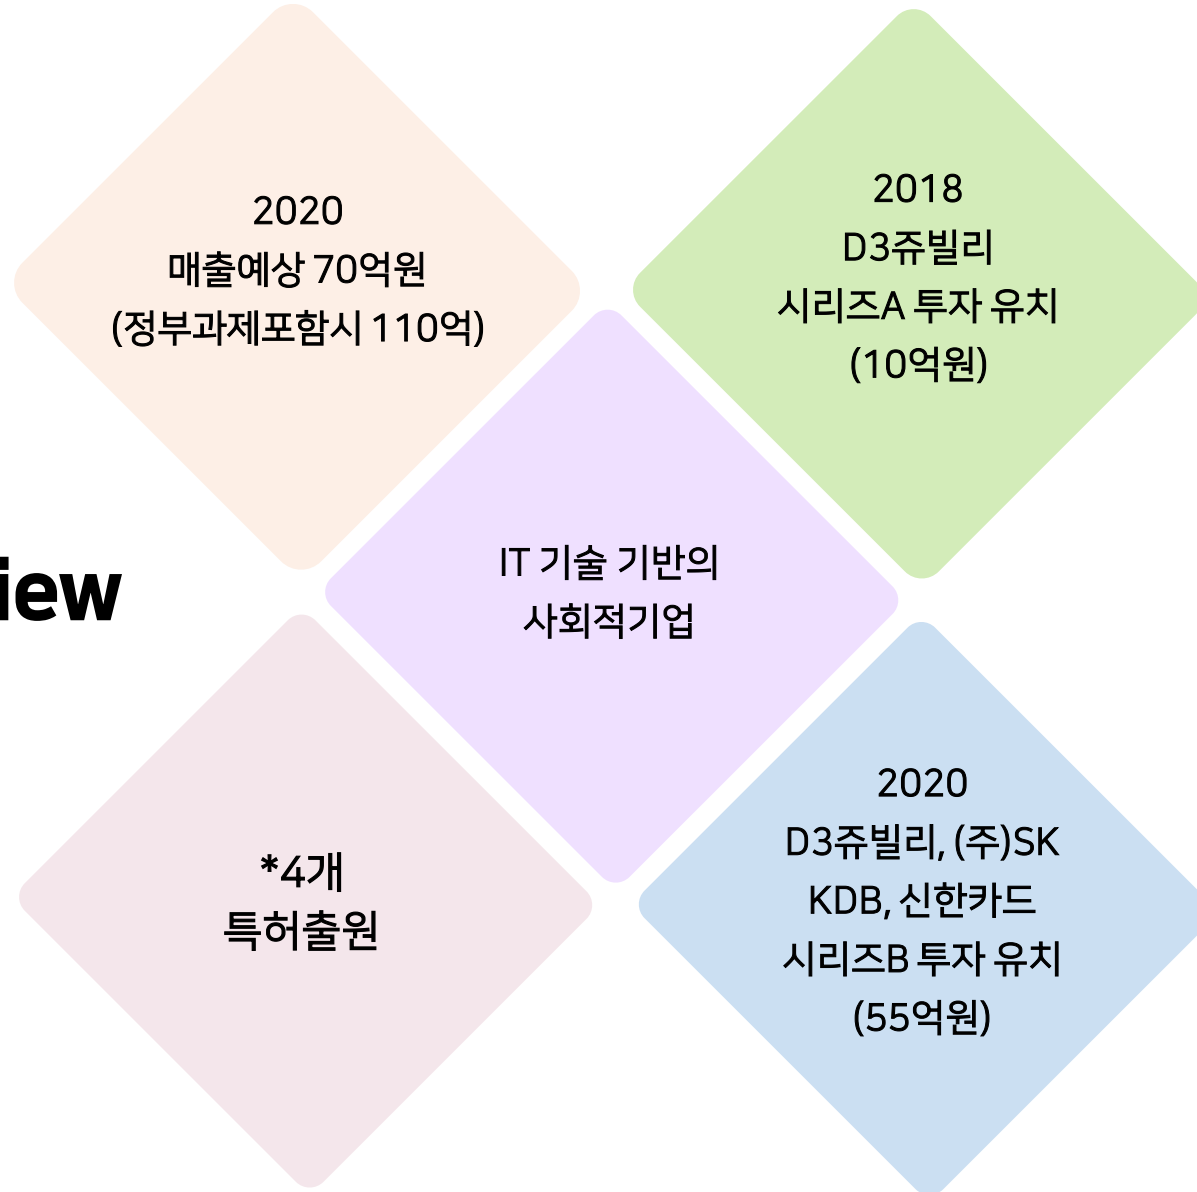 2020
매출예상 70억원
(정부과제포함시 110억)
2018
D3쥬빌리
시리즈A 투자 유치
(10억원)
IT 기술 기반의
사회적기업
*4개
특허출원
2020
D3쥬빌리, (주)SK
KDB, 신한카드
시리즈B 투자 유치
(55억원)